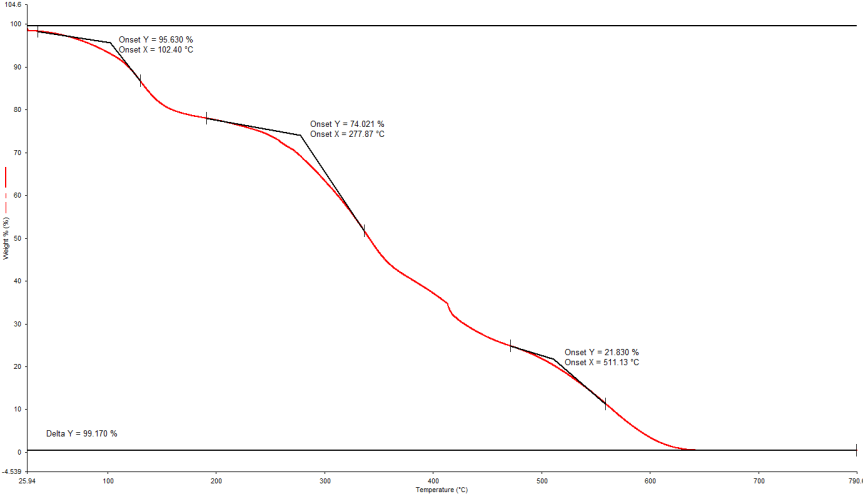 104.6
100
90
80
70
60
50
40
30
20
10
0
-4.539
Weight % (%)
Onset Y = 95.630 %
Onset X = 102.40 °C
Onset Y = 74.021 %
Onset X = 277.87 °C
Onset Y = 21.830 %
Onset X = 511.13 °C
Delta Y = 99.170 %
25.94 100 200 300 400 500 600 700
Temperature (°C)